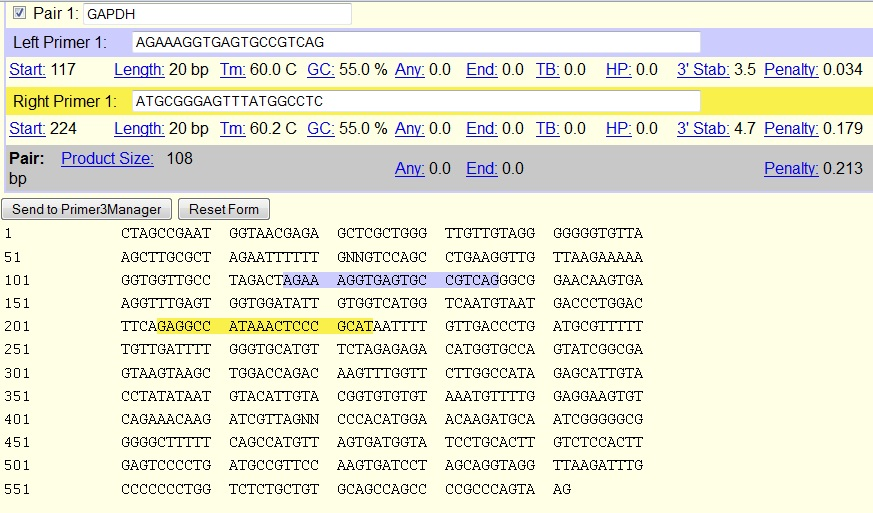 Pair 1: GAPDH
Left Primer 1: AGAAAGGTGAGTGCCGTCAG
Start: 117 Length: 20 bp Tm: 60.0 C GC: 55.0 % Any: 0.0 End: 0.0 TB: 0.0 HP: 0.0 3' Stab: 3.5 Penalty: 0.034
Right Primer 1: ATGCGGGAGTTTATGGCCTC
Start: 224 Length: 20 bp Tm: 60.2 C GC: 55.0 % Any: 0.0 End: 0.0 TB: 0.0 HP: 0.0 3' Stab: 4.7 Penalty: 0.179
Pair: Product Size: 108
bp Any: 0.0 End: 0.0 Penalty: 0.213
Send to Primer3Manager Reset Form
1 CTAGCCGAAT GGTAACGAGA GCTCGCTGGG TTGTTGTAGG GGGGGTGTTA
51 AGCTTGCGCT AGAATTTTTT GNNGTCCAGC CTGAAGGTTG TTAAGAAAAA
101 GGTGGTTGCC TAGACTAGAA AGGTGAGTGC CGTCAGGGCG GAACAAGTGA
151 AGGTTTGAGT GGTGGATATT GTGGTCATGG TCAATGTAAT GACCCTGGAC
201 TTCAGAGGCC ATAAACTCCC GCATAATTTT GTTGACCCTG ATGCGTTTTT
251 TGTTGATTTT GGGTGCATGT TCTAGAGAGA CATGGTGCCA GTATCGGCGA
301 GTAAGTAAGC TGGACCAGAC AAGTTTGGTT CTTGGCCATA GAGCATTGTA
351 CCTATATAAT GTACATTGTA CGGTGTGTGT AAATGTTTTG GAGGAAGTGT
401 CAGAAACAAG ATCGTTAGNN CCCACATGGA ACAAGATGCA ATCGGGGGCG
451 GGGGCTTTTT CAGCCATGTT AGTGATGGTA TCCTGCACTT GTCTCCACTT
501 GAGTCCCCTG ATGCCGTTCC AAGTGATCCT AGCAGGTAGG TTAAGATTTG
551 CCCCCCCTGG TCTCTGCTGT GCAGCCAGCC CCGCCCAGTA AG